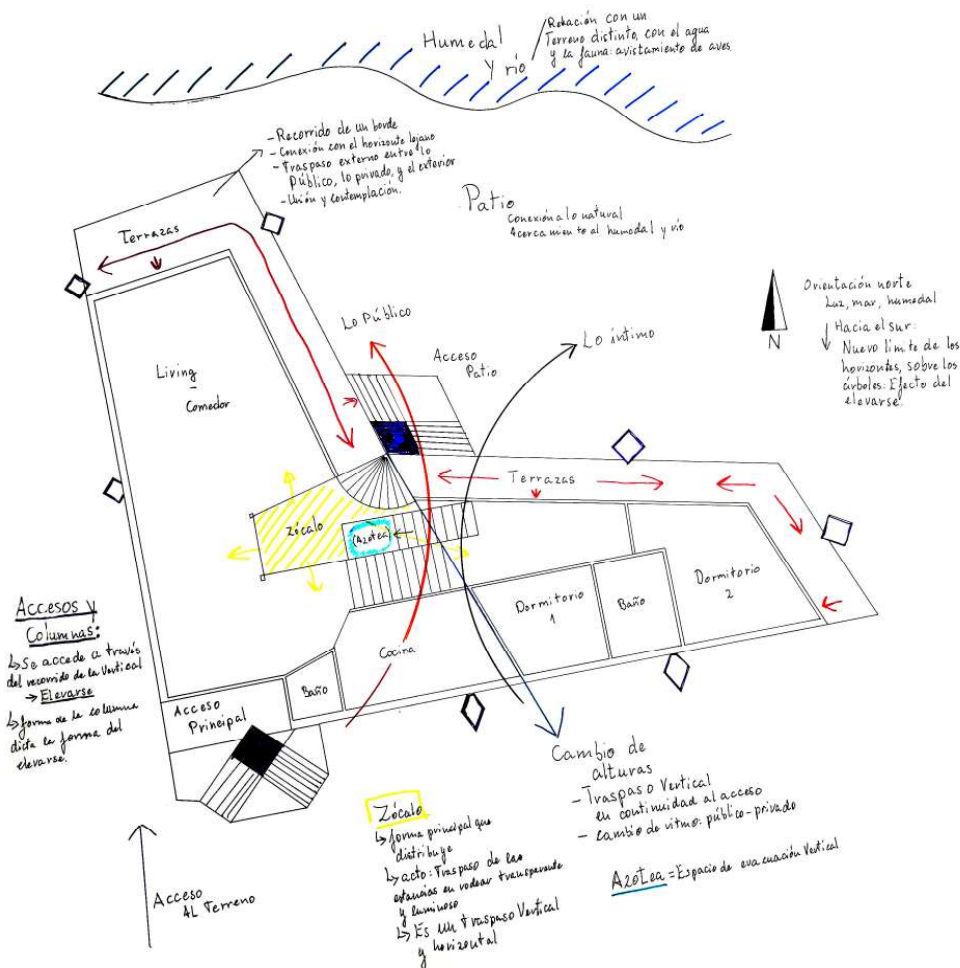 Humedal
y río
Relación con un
Terreno distinto, con el agua
y la fauna: avistamiento de aves
- Recorrido de un borde
- Conexión con el horizonte lejano
- Traspaso externo entre lo
Público, lo privado, y el exterior
- Unión y contemplación.
Patio
Conexión a lo natural
Acercamiento al humedal y río
Terrazas
Lo Público
Lo íntimo
Acceso
Patio
N
Orientación norte
Luz, mar, humedal
Hacia el sur:
Nuevo límite de los
horizontes, sobre los
árboles: Efecto del
elevarse.
Living
-
Comedor
Terrazas
Zócalo
(Azotea)
Dormitorio
1
Baño
Dormitorio
2
Cocina
Baño
Acceso
Principal
Accesos y
Columnas:
↳ Se accede a través
del recorrido de la Vertical
→ Elevarse
↳ forma de la columna
dicta la forma del
elevarse.
Acceso
AL Terreno
Zócalo
↳ forma principal que
distribuye
↳ acto: Traspaso de las
estancias en rodear transparente
y luminoso
↳ Es un traspaso Vertical
y horizontal
Cambio de
alturas
- Traspaso Vertical
en continuidad al acceso
- cambio de ritmo: público-privado
Azotea = Espacio de evacuación Vertical